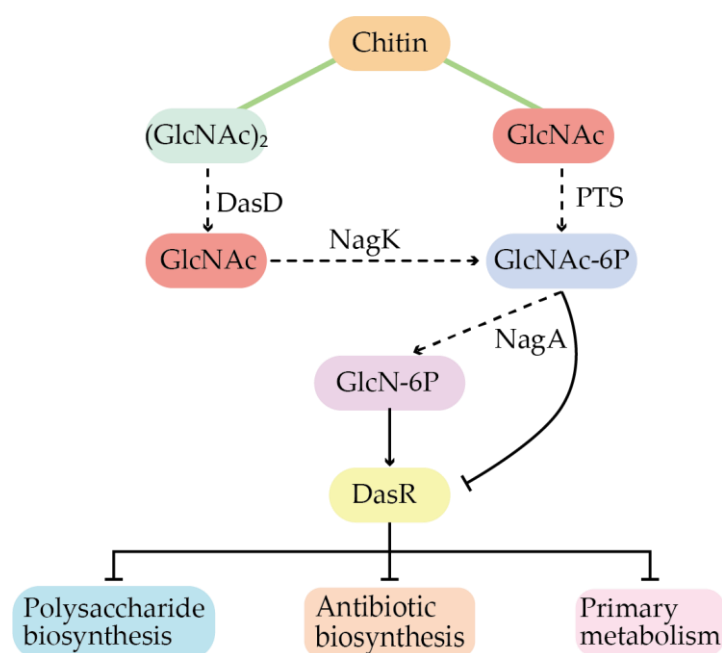 Chitin
(GlcNAc)₂
GlcNAc
DasD
PTS
GlcNAc
NagK
GlcNAc-6P
NagA
GlcN-6P
DasR
Polysaccharide
biosynthesis
Antibiotic
biosynthesis
Primary
metabolism